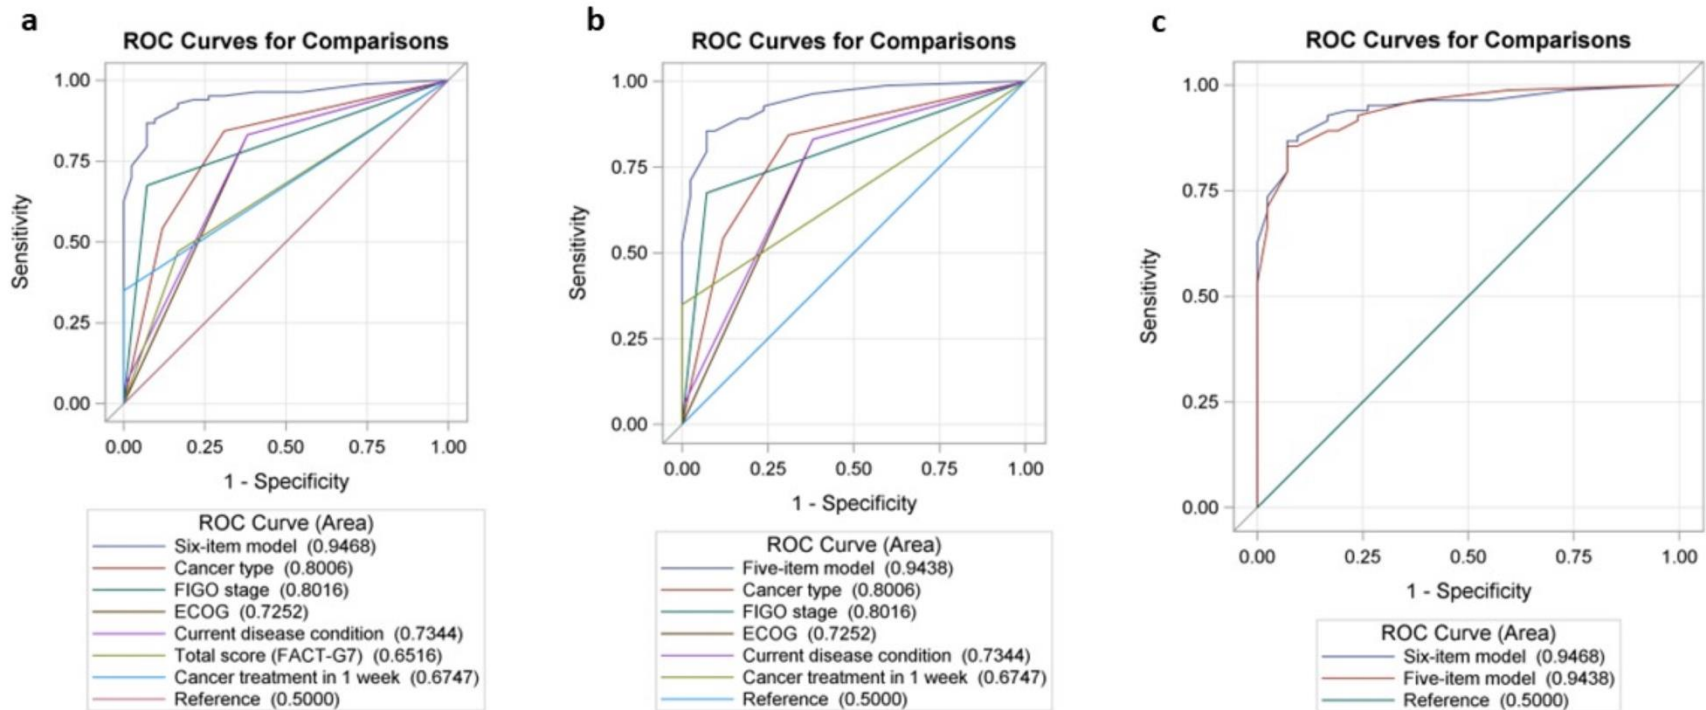 a
ROC Curves for Comparisons
1.00
0.75
0.50
0.25
0.00
Sensitivity
0.00 0.25 0.50 0.75 1.00
1 - Specificity
ROC Curve (Area)
Six-item model (0.9468)
Cancer type (0.8006)
FIGO stage (0.8016)
ECOG (0.7252)
Current disease condition (0.7344)
Total score (FACT-G7) (0.6516)
Cancer treatment in 1 week (0.6747)
Reference (0.5000)
b
ROC Curves for Comparisons
1.00
0.75
0.50
0.25
0.00
Sensitivity
0.00 0.25 0.50 0.75 1.00
1 - Specificity
ROC Curve (Area)
Five-item model (0.9438)
Cancer type (0.8006)
FIGO stage (0.8016)
ECOG (0.7252)
Current disease condition (0.7344)
Cancer treatment in 1 week (0.6747)
Reference (0.5000)
c
ROC Curves for Comparisons
1.00
0.75
0.50
0.25
0.00
Sensitivity
0.00 0.25 0.50 0.75 1.00
1 - Specificity
ROC Curve (Area)
Six-item model (0.9468)
Five-item model (0.9438)
Reference (0.5000)